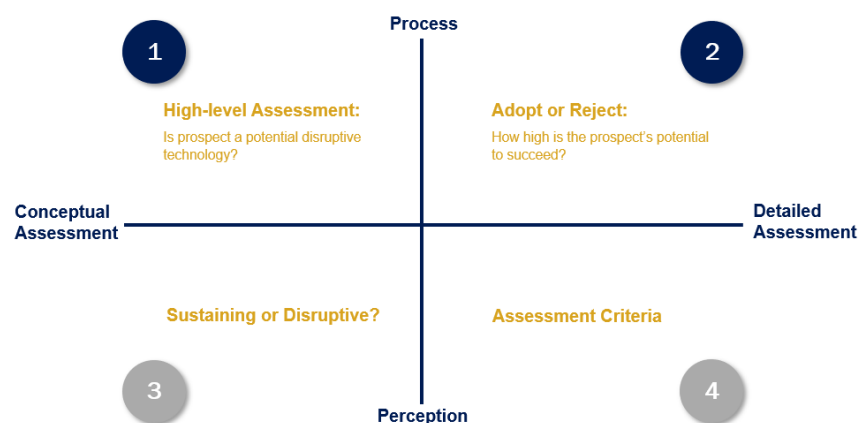 Process
1
2
High-level Assessment:
Is prospect a potential disruptive
technology?
Adopt or Reject:
How high is the prospect's potential
to succeed?
Conceptual
Assessment
Detailed
Assessment
Sustaining or Disruptive?
Assessment Criteria
3
4
Perception